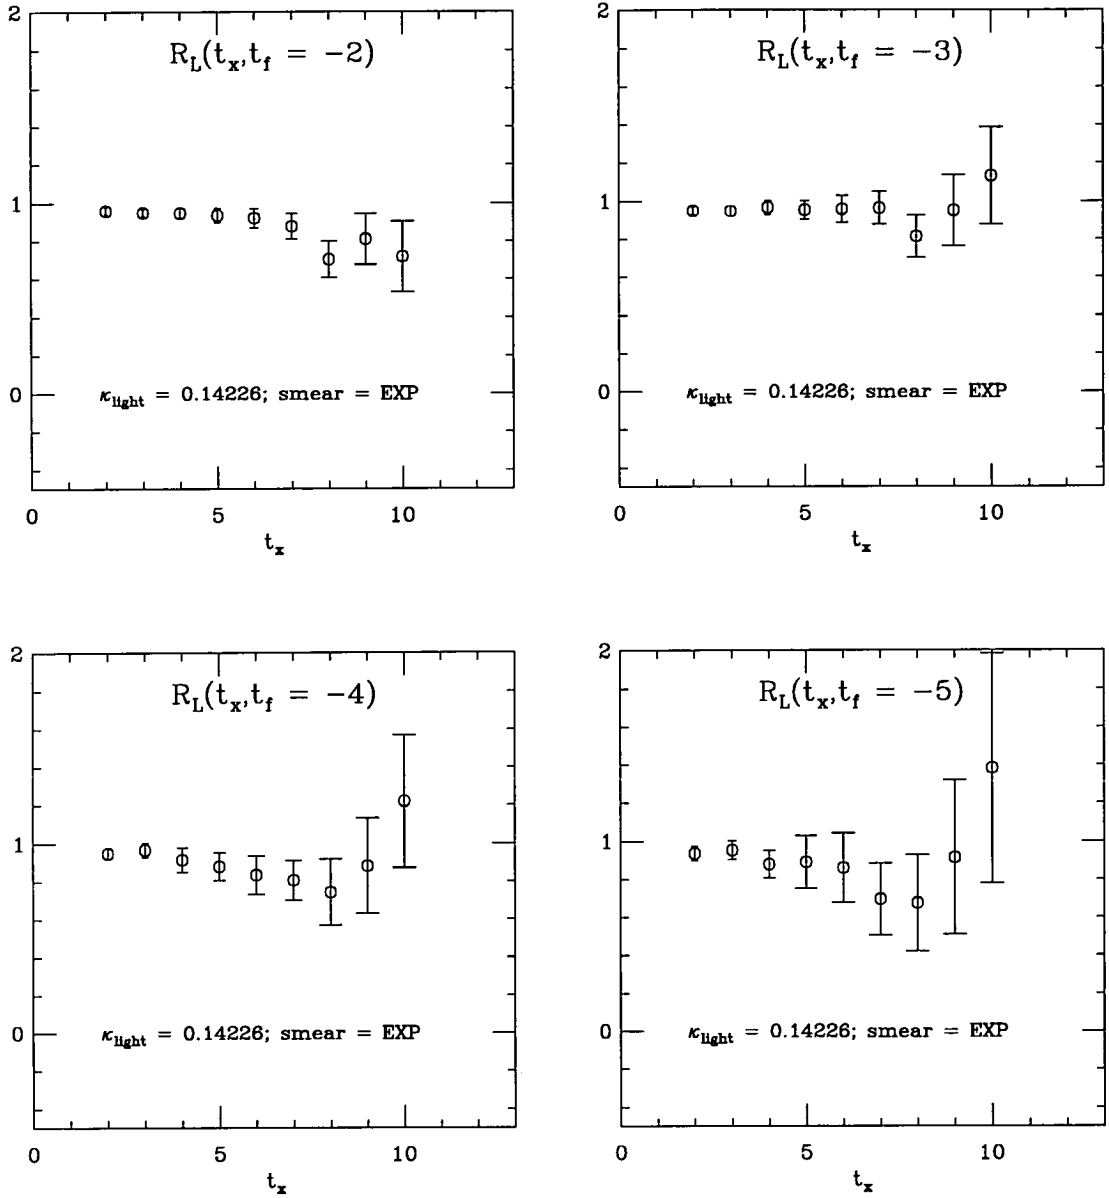 2
R_L(t_x,t_f = -2)
1
0
κ_light = 0.14226; smear = EXP
0 5 10
t_x
2
R_L(t_x,t_f = -3)
1
0
κ_light = 0.14226; smear = EXP
0 5 10
t_x
2
R_L(t_x,t_f = -4)
1
0
κ_light = 0.14226; smear = EXP
0 5 10
t_x
2
R_L(t_x,t_f = -5)
1
0
κ_light = 0.14226; smear = EXP
0 5 10
t_x